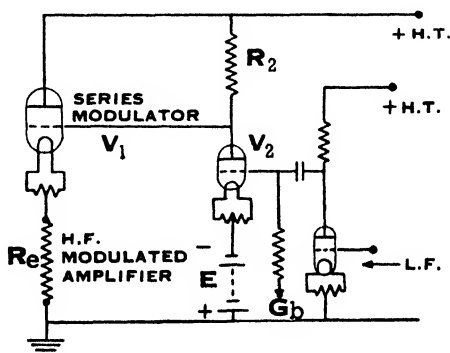 + H.T.
R2
+ H.T.
SERIES
MODULATOR
V1
V2
H.F.
MODULATED
AMPLIFIER
Re
−
E
+
Gb
L.F.